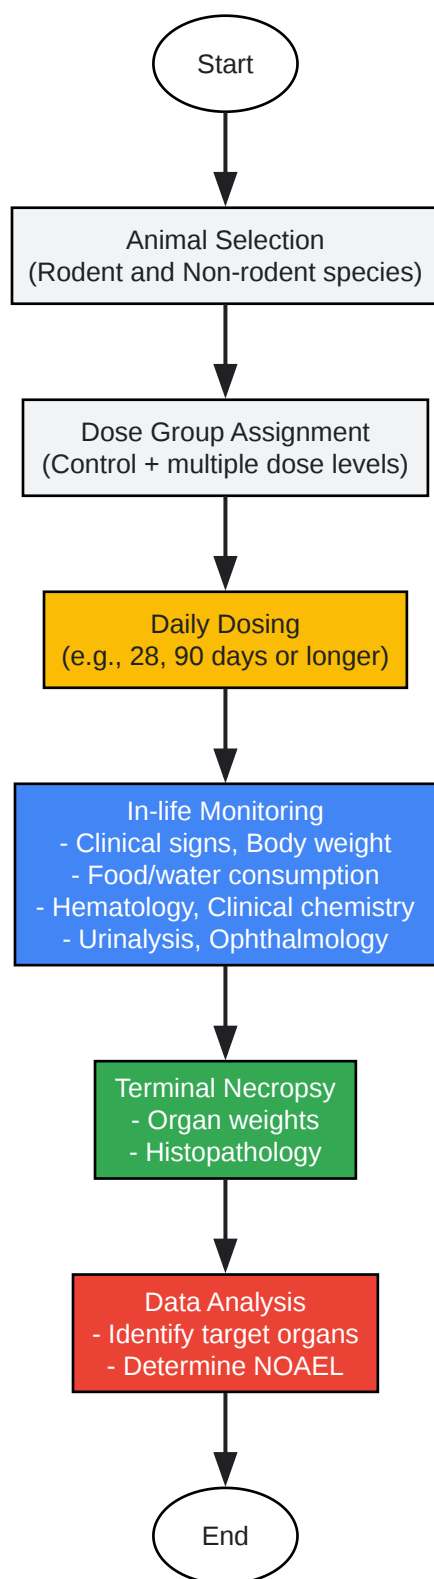 Start
Animal Selection
(Rodent and Non-rodent species)
Dose Group Assignment
(Control + multiple dose levels)
Daily Dosing
(e.g., 28, 90 days or longer)
In-life Monitoring
- Clinical signs, Body weight
- Food/water consumption
- Hematology, Clinical chemistry
- Urinalysis, Ophthalmology
Terminal Necropsy
- Organ weights
- Histopathology
Data Analysis
- Identify target organs
- Determine NOAEL
End